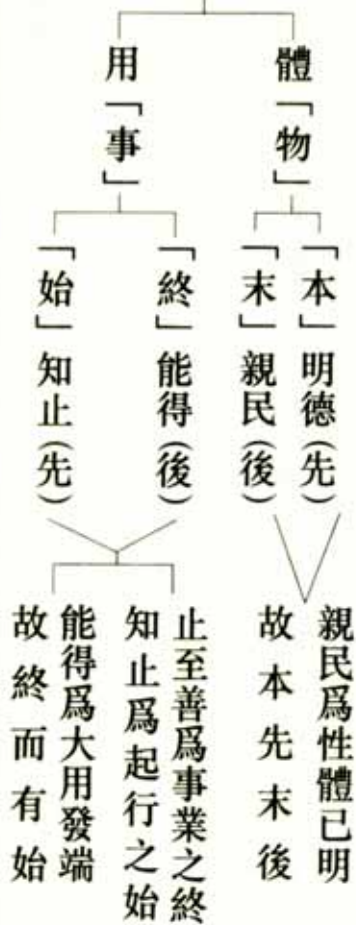 體「物」
「本」明德(先)
「末」親民(後)
親民爲性體已明
故本先末後
用「事」
「終」能得(後)
「始」知止(先)
止至善爲事業之終
知止爲起行之始
能得爲大用發端
故終而有始